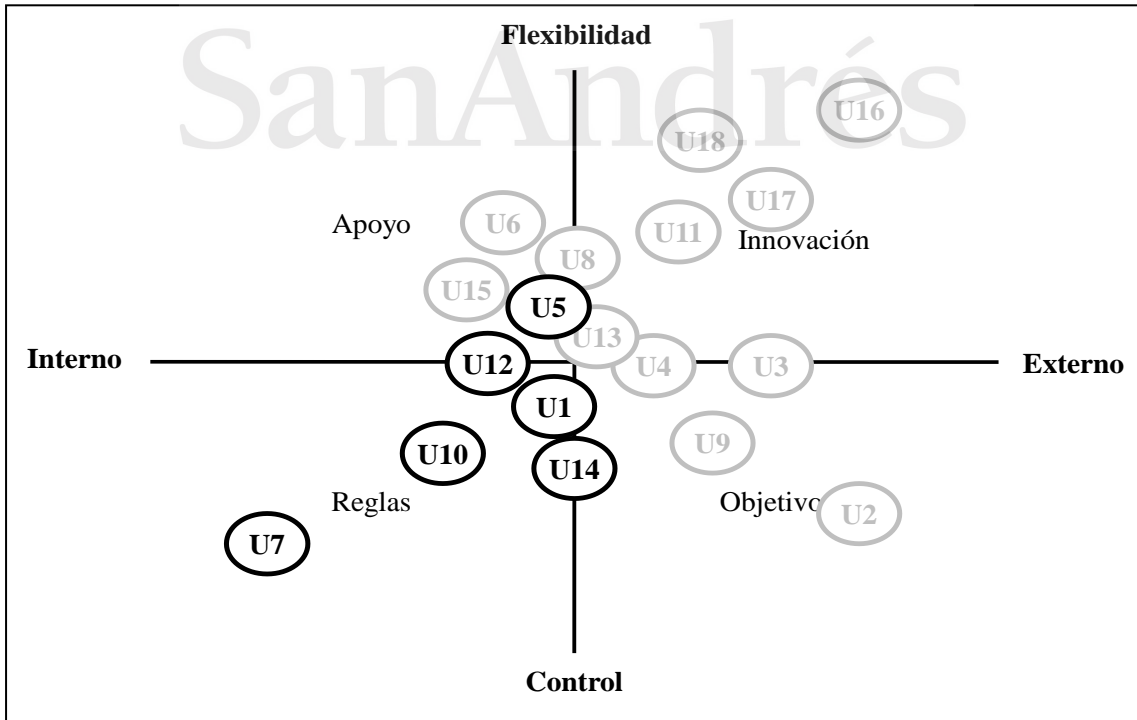 SanAndrés
Flexibilidad
U16
U18
U17
Apoyo
U6
U11
Innovación
U8
U15
U5
U13
Interno
U12
U4
U3
Externo
U1
U9
U10
U14
Reglas
Objetivo
U2
U7
Control